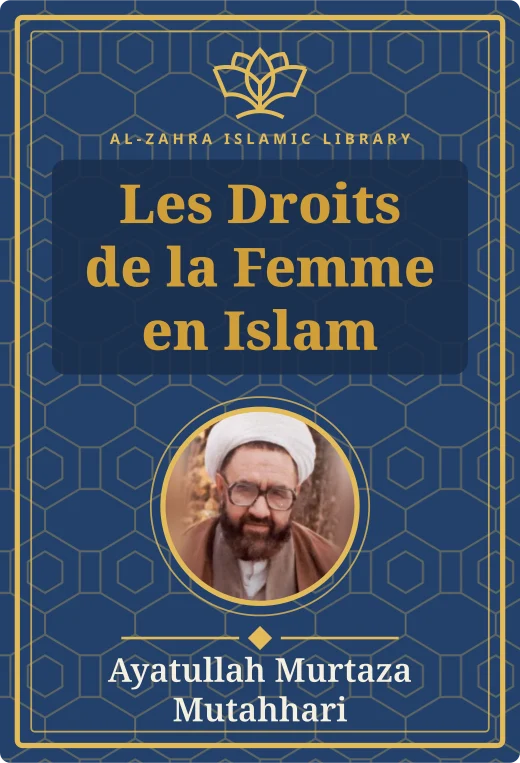 AL-ZAHRA ISLAMIC LIBRARY
Les Droits
de la Femme
en Islam
Ayatullah Murtaza
Mutahhari